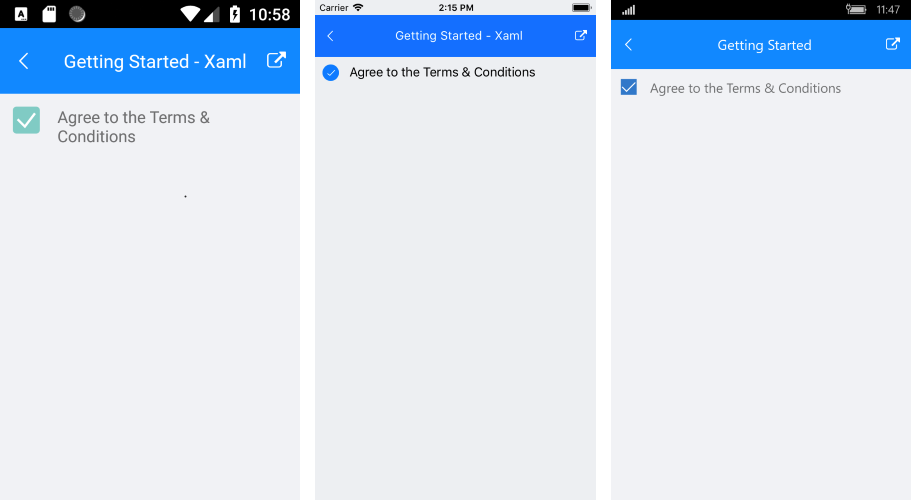 10:58
Getting Started - Xaml
Agree to the Terms &
Conditions
Carrier 2:15 PM
Getting Started - Xaml
Agree to the Terms & Conditions
11:47
Getting Started
Agree to the Terms & Conditions